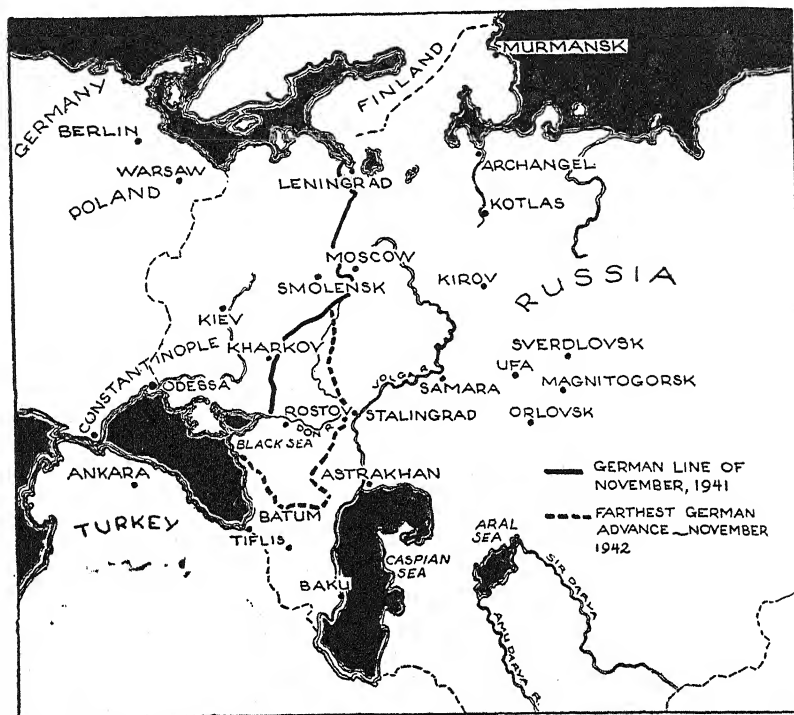 MURMANSK
FINLAND
GERMANY
BERLIN
ARCHANGEL
WARSAW
LENINGRAD
POLAND
KOTLAS
MOSCOW
RUSSIA
SMOLENSK
KIROV
KIEV
SVERDLOVSK
KHARKOV
UFA
CONSTANTINOPLE
VOLGA R.
SAMARA
MAGNITOGORSK
ODESSA
ROSTOV
STALINGRAD
ORLOVSK
DON R.
BLACK SEA
ANKARA
ASTRAKHAN
GERMAN LINE OF
NOVEMBER, 1941
FARTHEST GERMAN
ADVANCE ~ NOVEMBER
1942
TURKEY
BATUM
TIFLIS
ARAL
SEA
CASPIAN
SEA
SIR DARYA
BAKU
AMU DARYA R.